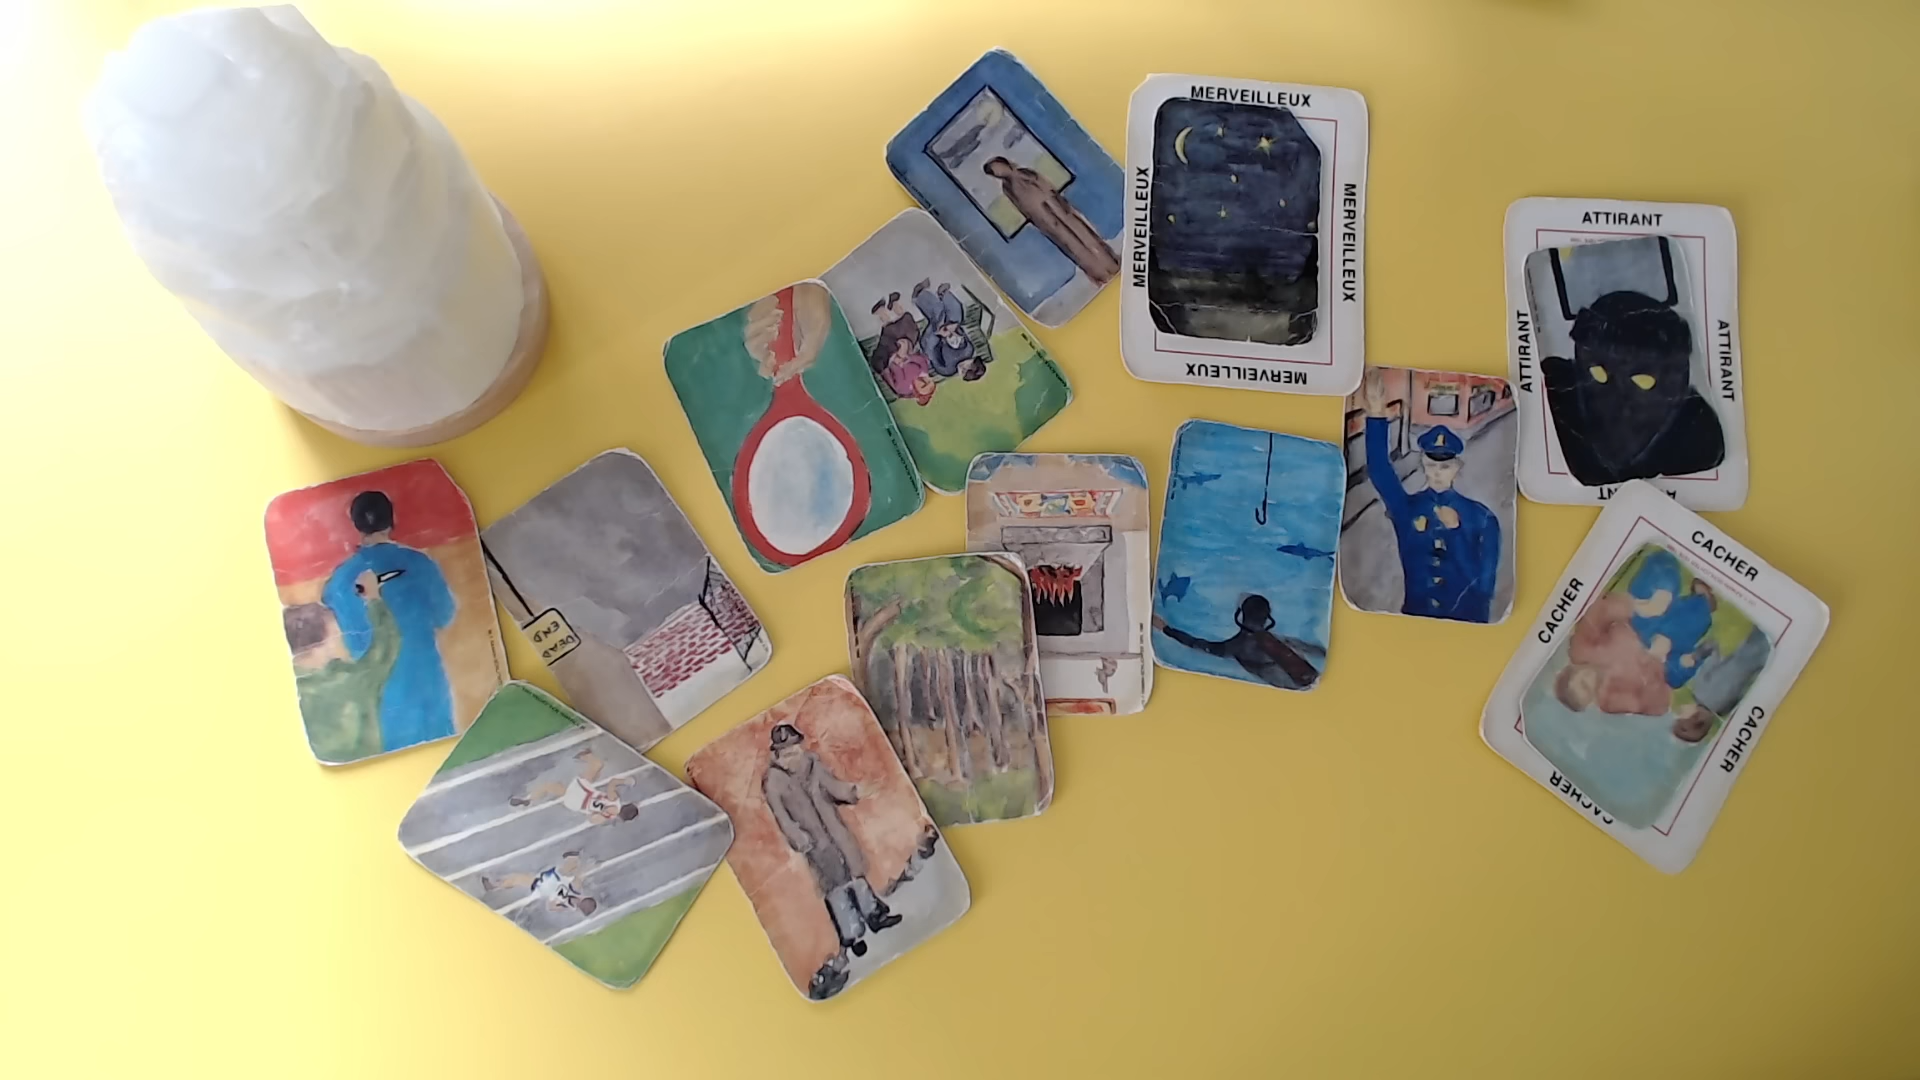 MERVEILLEUX
MERVEILLEUX
MERVEILLEUX
MERVEILLEUX
ATTIRANT
ATTIRANT
ATTIRANT
CACHER
CACHER
CACHER
CACHER
DEAD
END